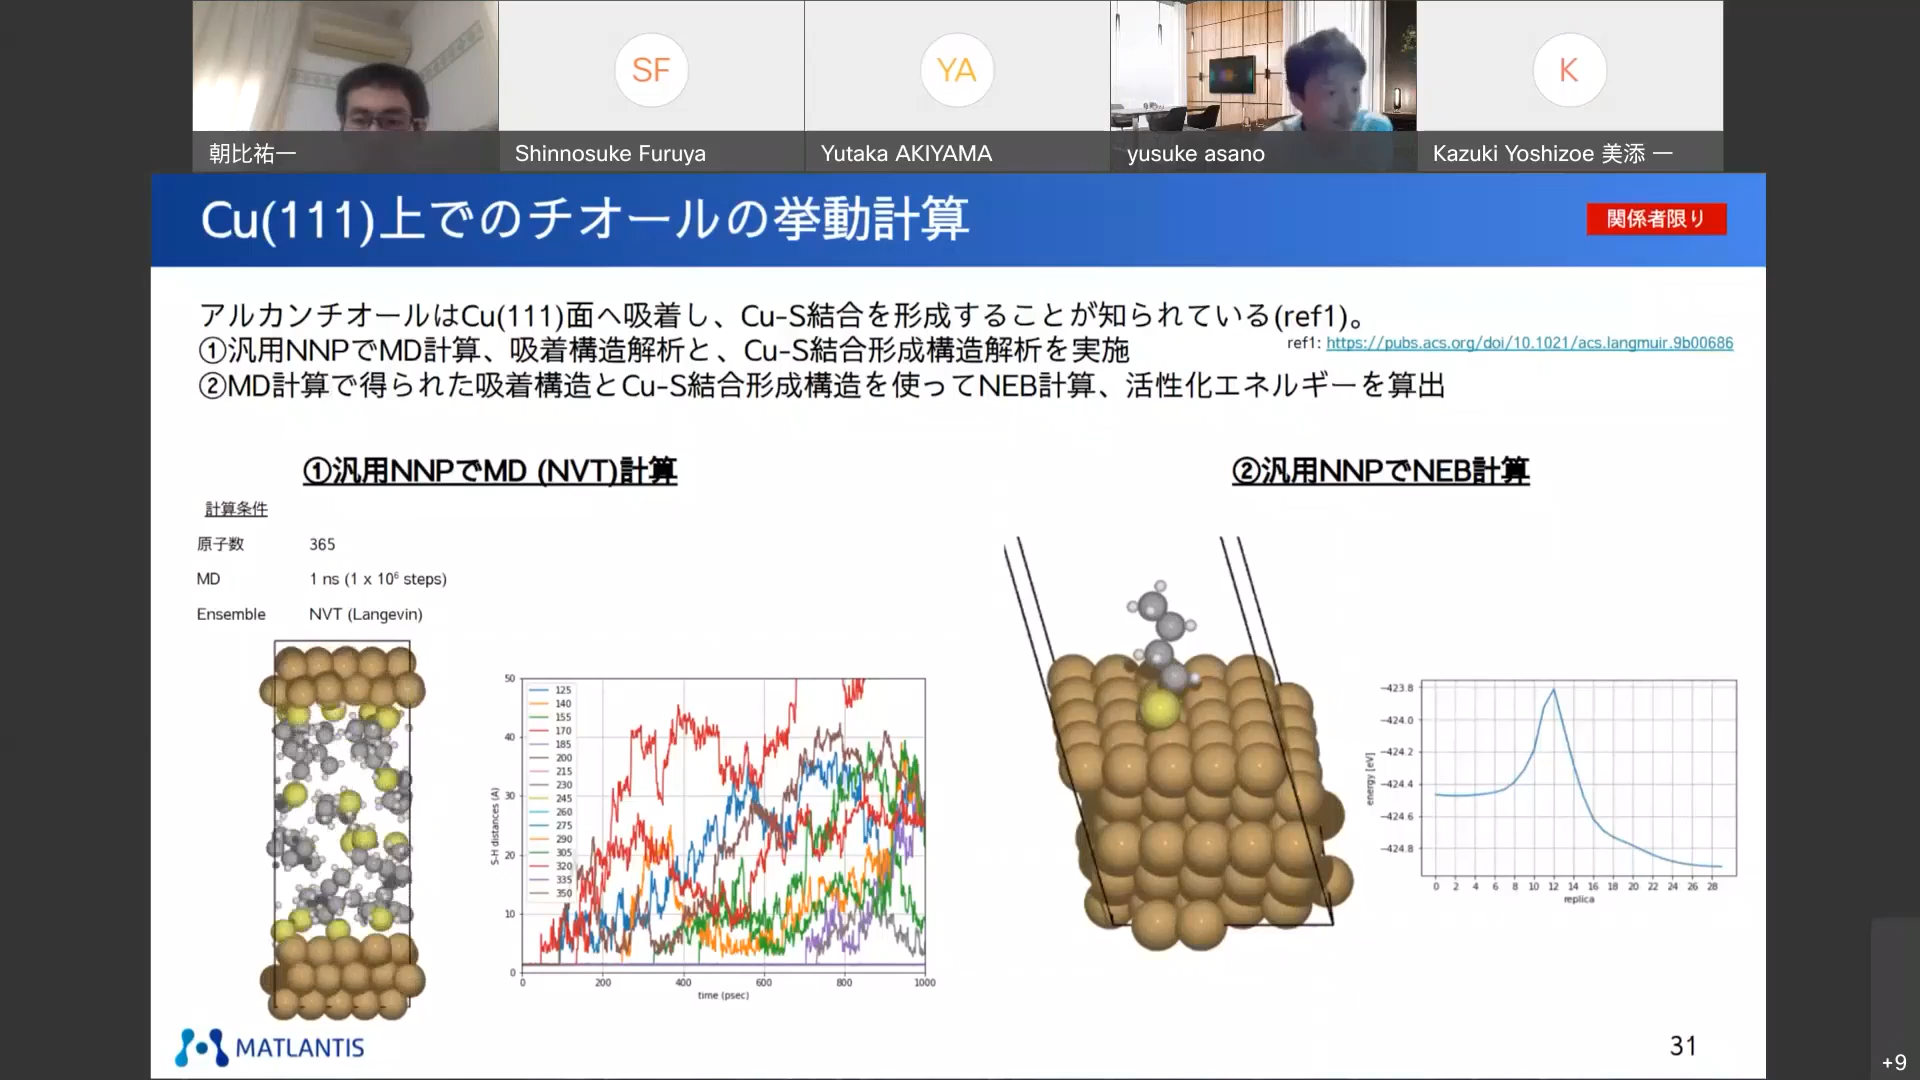 SF
YA
K
朝比祐一
Shinnosuke Furuya
Yutaka AKIYAMA
yusuke asano
Kazuki Yoshizoe 美添 一
Cu(111)上でのチオールの挙動計算
関係者限り
アルカンチオールはCu(111)面へ吸着し、Cu-S結合を形成することが知られている(ref1)。
①汎用NNPでMD計算、吸着構造解析と、Cu-S結合形成構造解析を実施
ref1: https://pubs.acs.org/doi/10.1021/acs.langmuir.9b00686
②MD計算で得られた吸着構造とCu-S結合形成構造を使ってNEB計算、活性化エネルギーを算出
①汎用NNPでMD (NVT)計算
計算条件
原子数 365
MD 1 ns (1 x 10⁶ steps)
Ensemble NVT (Langevin)
S-H distances (A)
50
40
30
20
10
0
125
140
155
170
185
200
215
230
245
260
275
290
305
320
335
350
0 200 400 600 800 1000
time (psec)
②汎用NNPでNEB計算
energy [eV]
−423.8
−424.0
−424.2
−424.4
−424.6
−424.8
0 2 4 6 8 10 12 14 16 18 20 22 24 26 28
replica
MATLANTIS
31
+9